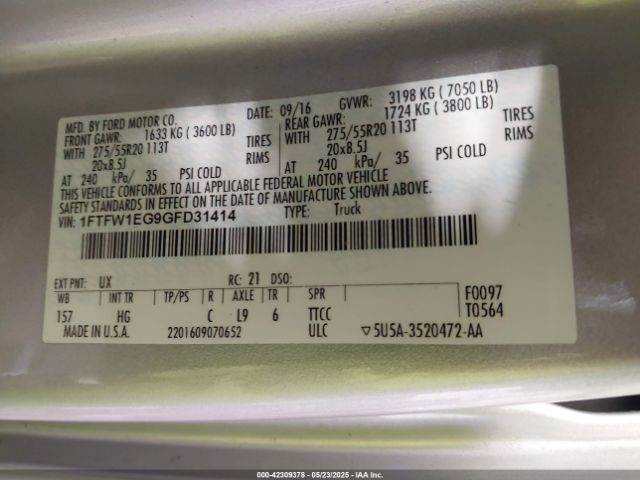 MFD. BY FORD MOTOR CO.
DATE: 09/16 GVWR: 3198 KG ( 7050 LB)
FRONT GAWR: 1633 KG ( 3600 LB)
REAR GAWR: 1724 KG ( 3800 LB)
WITH 275/55R20 113T TIRES
WITH 275/55R20 113T TIRES
20x8.5J RIMS
20x8.5J RIMS
AT 240 kPa/ 35 PSI COLD
AT 240 kPa/ 35 PSI COLD
THIS VEHICLE CONFORMS TO ALL APPLICABLE FEDERAL MOTOR VEHICLE
SAFETY STANDARDS IN EFFECT ON THE DATE OF MANUFACTURE SHOWN ABOVE.
VIN: 1FTFW1EG9GFD31414 TYPE: Truck
EXT PNT: UX RC: 21 DSO:
WB INT TR TP/PS R AXLE TR SPR F0097
157 HG C L9 6 TTCC T0564
MADE IN U.S.A. 2201609070652 ULC ▽5U5A-3520472-AA
000-42309378 - 05/23/2025 - IAA Inc.